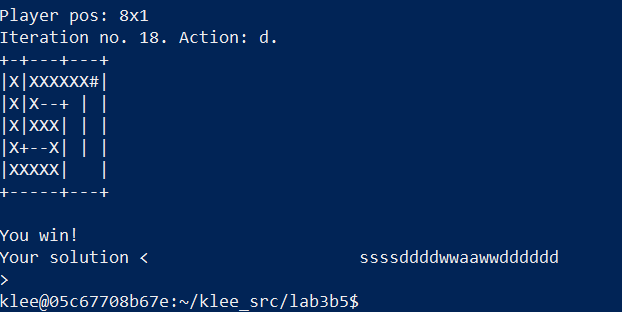 Player pos: 8x1
Iteration no. 18. Action: d.
+-+---+---+
|X|XXXXXX#|
|X|X--+ | |
|X|XXX| | |
|X+--X| | |
|XXXXX|   |
+-----+---+
You win!
Your solution <                    ssssddddwwaawwdddddd
>
klee@05c67708b67e:~/klee_src/lab3b5$